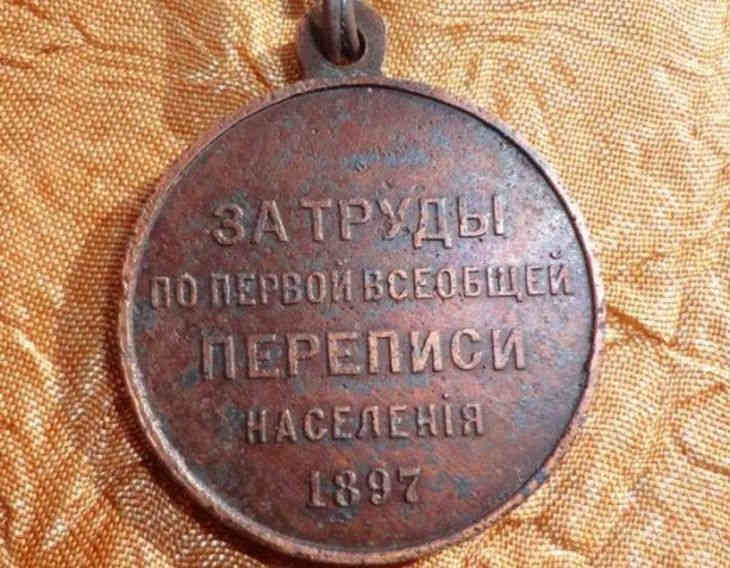 ЗА ТРУДЫ
ПО ПЕРВОЙ ВСЕОБЩЕЙ
ПЕРЕПИСИ
НАСЕЛЕНІЯ
1897